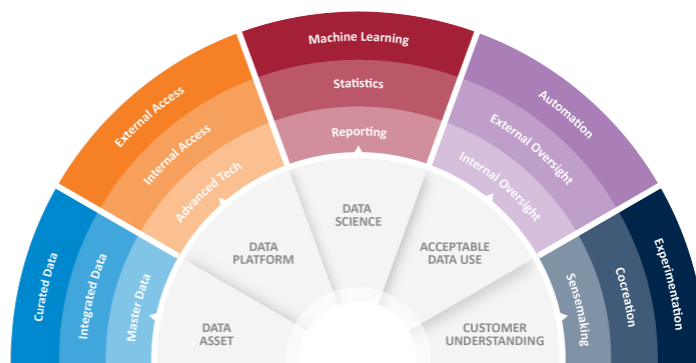 Machine Learning
Statistics
Reporting
External Access
Internal Access
Advanced Tech
Automation
External Oversight
Internal Oversight
Curated Data
Integrated Data
Master Data
Experimentation
Cocreation
Sensemaking
DATA
SCIENCE
DATA
PLATFORM
ACCEPTABLE
DATA USE
DATA
ASSET
CUSTOMER
UNDERSTANDING